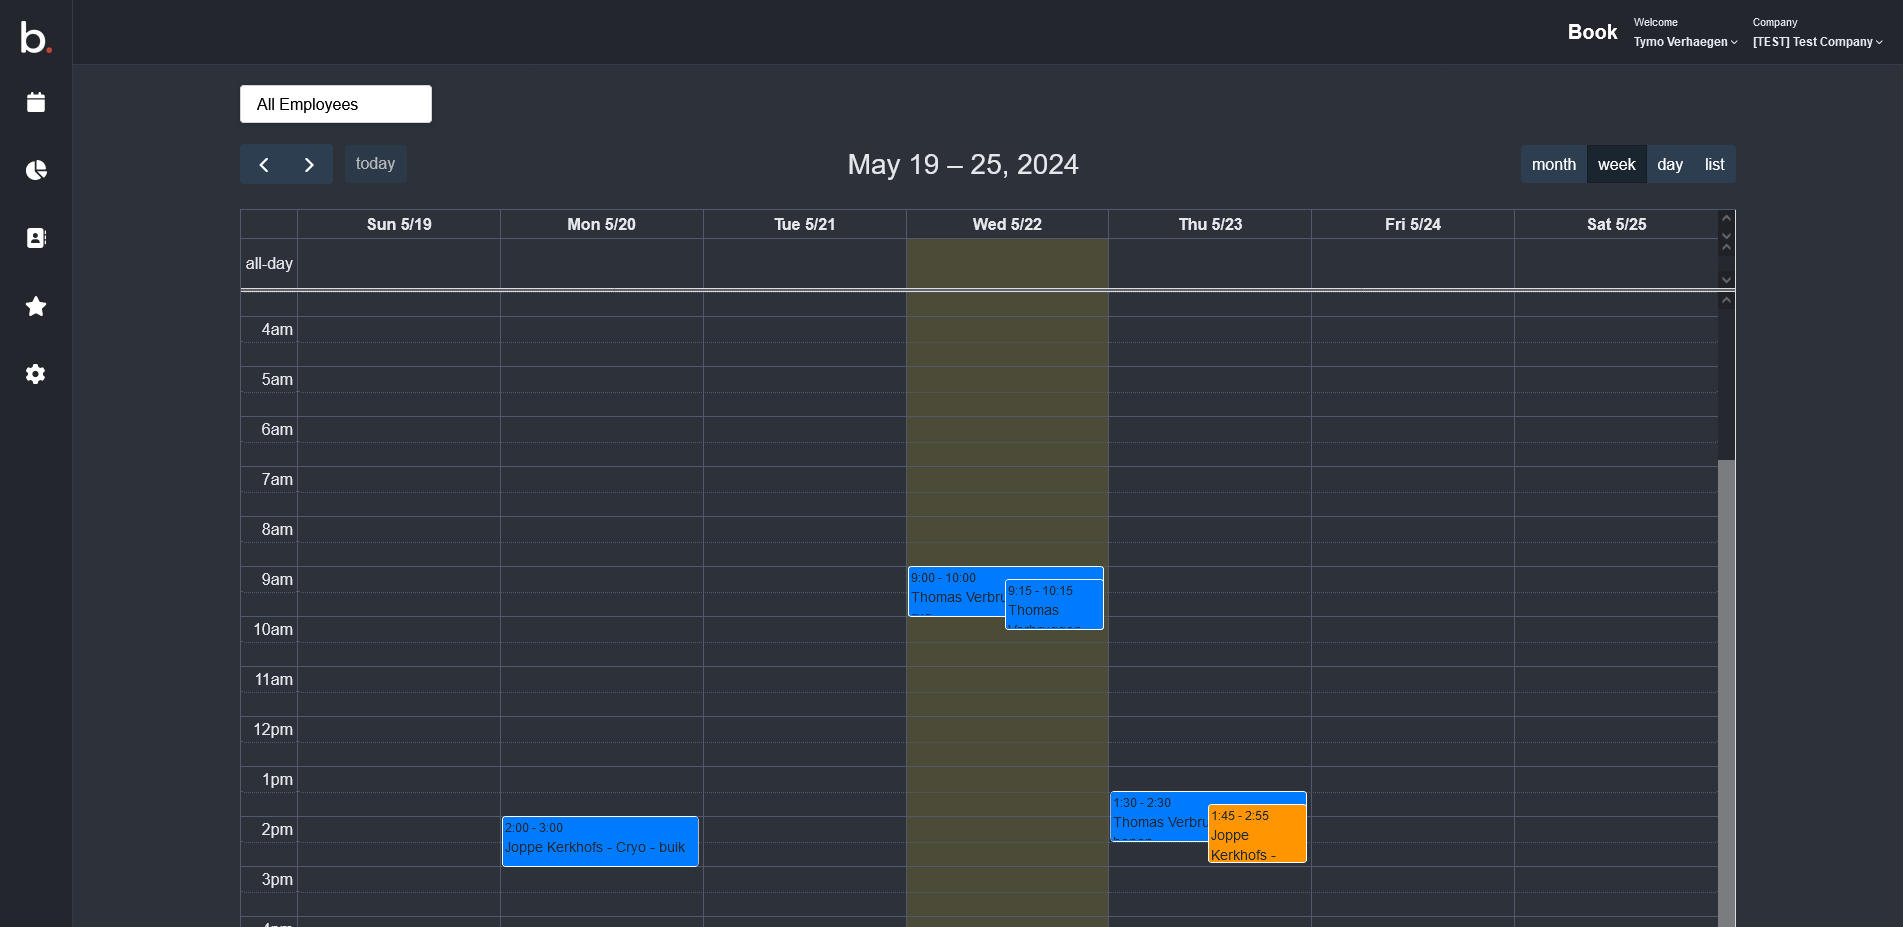 b.
Book
Welcome
Tymo Verhaegen
Company
[TEST] Test Company
All Employees
today
May 19 – 25, 2024
month week day list
Sun 5/19 Mon 5/20 Tue 5/21 Wed 5/22 Thu 5/23 Fri 5/24 Sat 5/25
all-day
4am
5am
6am
7am
8am
9am
9:00 - 10:00
Thomas Verbru
9:15 - 10:15
Thomas
10am
11am
12pm
1pm
1:30 - 2:30
Thomas Verbru
1:45 - 2:55
Joppe
Kerkhofs -
2pm
2:00 - 3:00
Joppe Kerkhofs - Cryo - buik
3pm